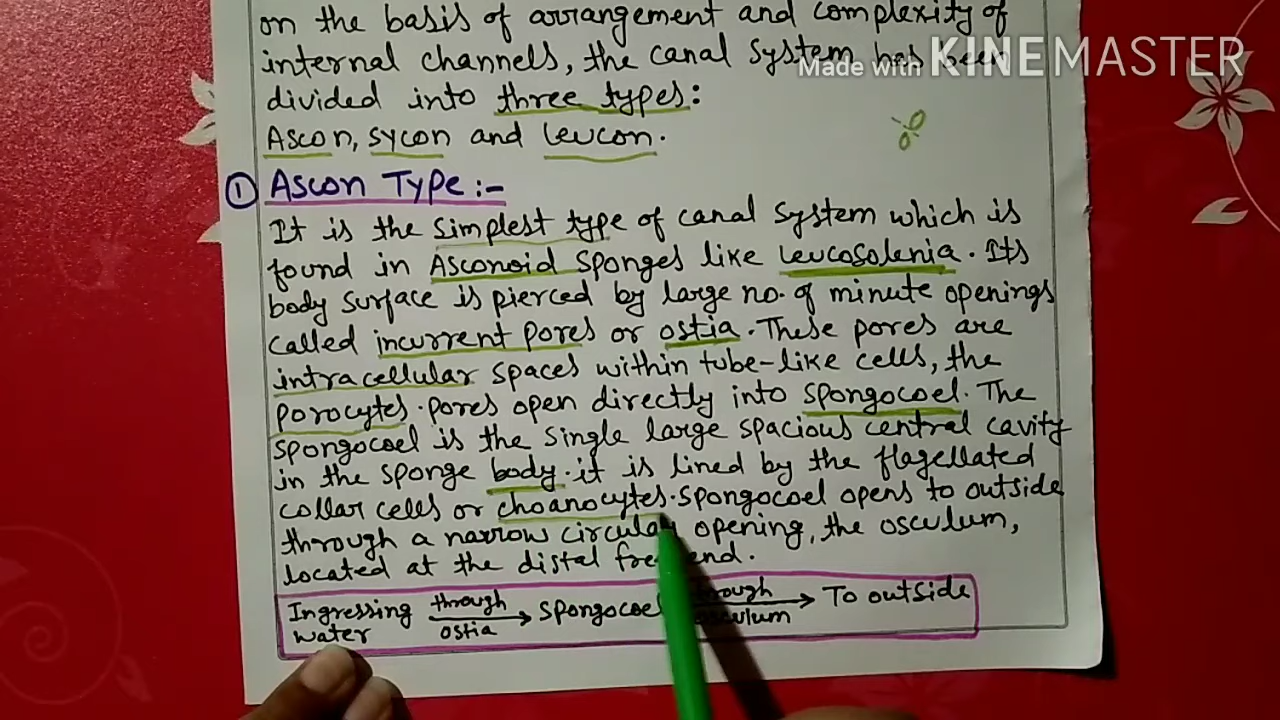 on the basis of arrangement and complexity of
internal channels, the canal system has been
Made with KINEMASTER
divided into three types:
Ascon, sycon and leucon.
① Ascon Type :-
It is the simplest type of canal system which is
found in Asconoid sponges like leucosolenia. Its
body surface is pierced by large no. of minute openings
called incurrent pores or ostia. These pores are
intracellular spaces within tube-like cells, the
porocytes. pores open directly into spongocoel. The
spongocoel is the single large spacious central cavity
in the sponge body. it is lined by the flagellated
collar cells or choanocytes. spongocoel opens to outside
through a narrow circular opening, the osculum,
located at the distal end.
Ingressing water through ostia → spongocoel through osculum → To outside